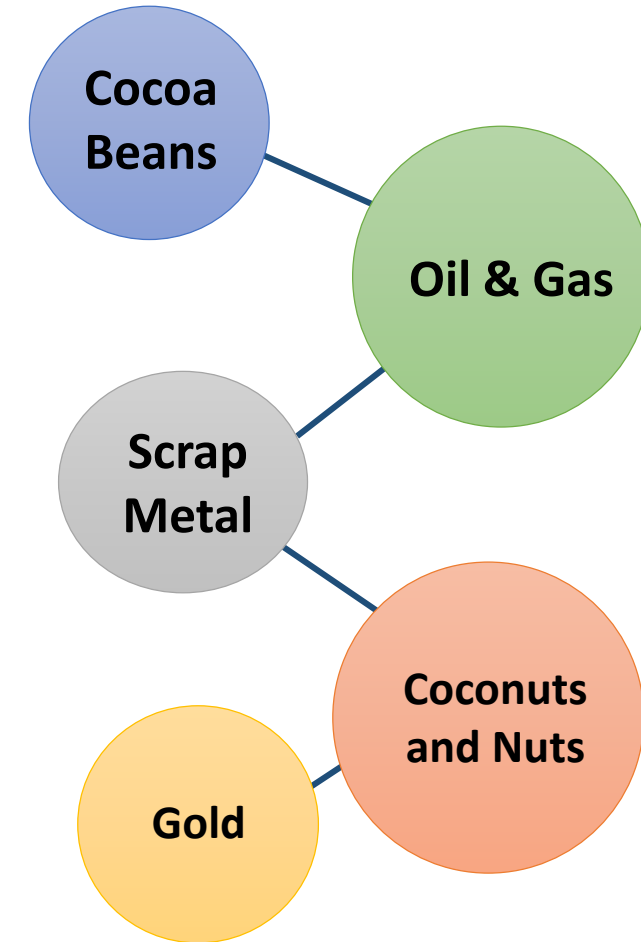 Cocoa
Beans
Oil & Gas
Scrap
Metal
Coconuts
and Nuts
Gold